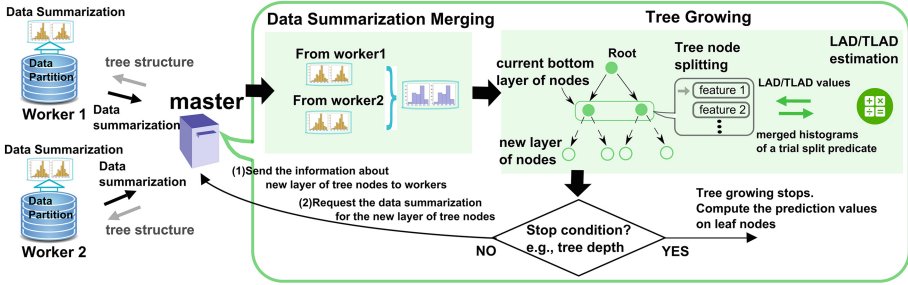 Data Summarization
Data
Partition
Worker 1
tree structure
Data
summarization
master
Data Summarization
Data
Partition
Worker 2
Data
summarization
tree structure
Data Summarization Merging
From worker1
From worker2
Tree Growing
current bottom
layer of nodes
Root
new layer
of nodes
Tree node
splitting
feature 1
feature 2
LAD/TLAD
estimation
LAD/TLAD values
merged histograms
of a trial split predicate
(1)Send the information about
new layer of tree nodes to workers
(2)Request the data summarization
for the new layer of tree nodes
NO
Stop condition?
e.g., tree depth
YES
Tree growing stops.
Compute the prediction values
on leaf nodes